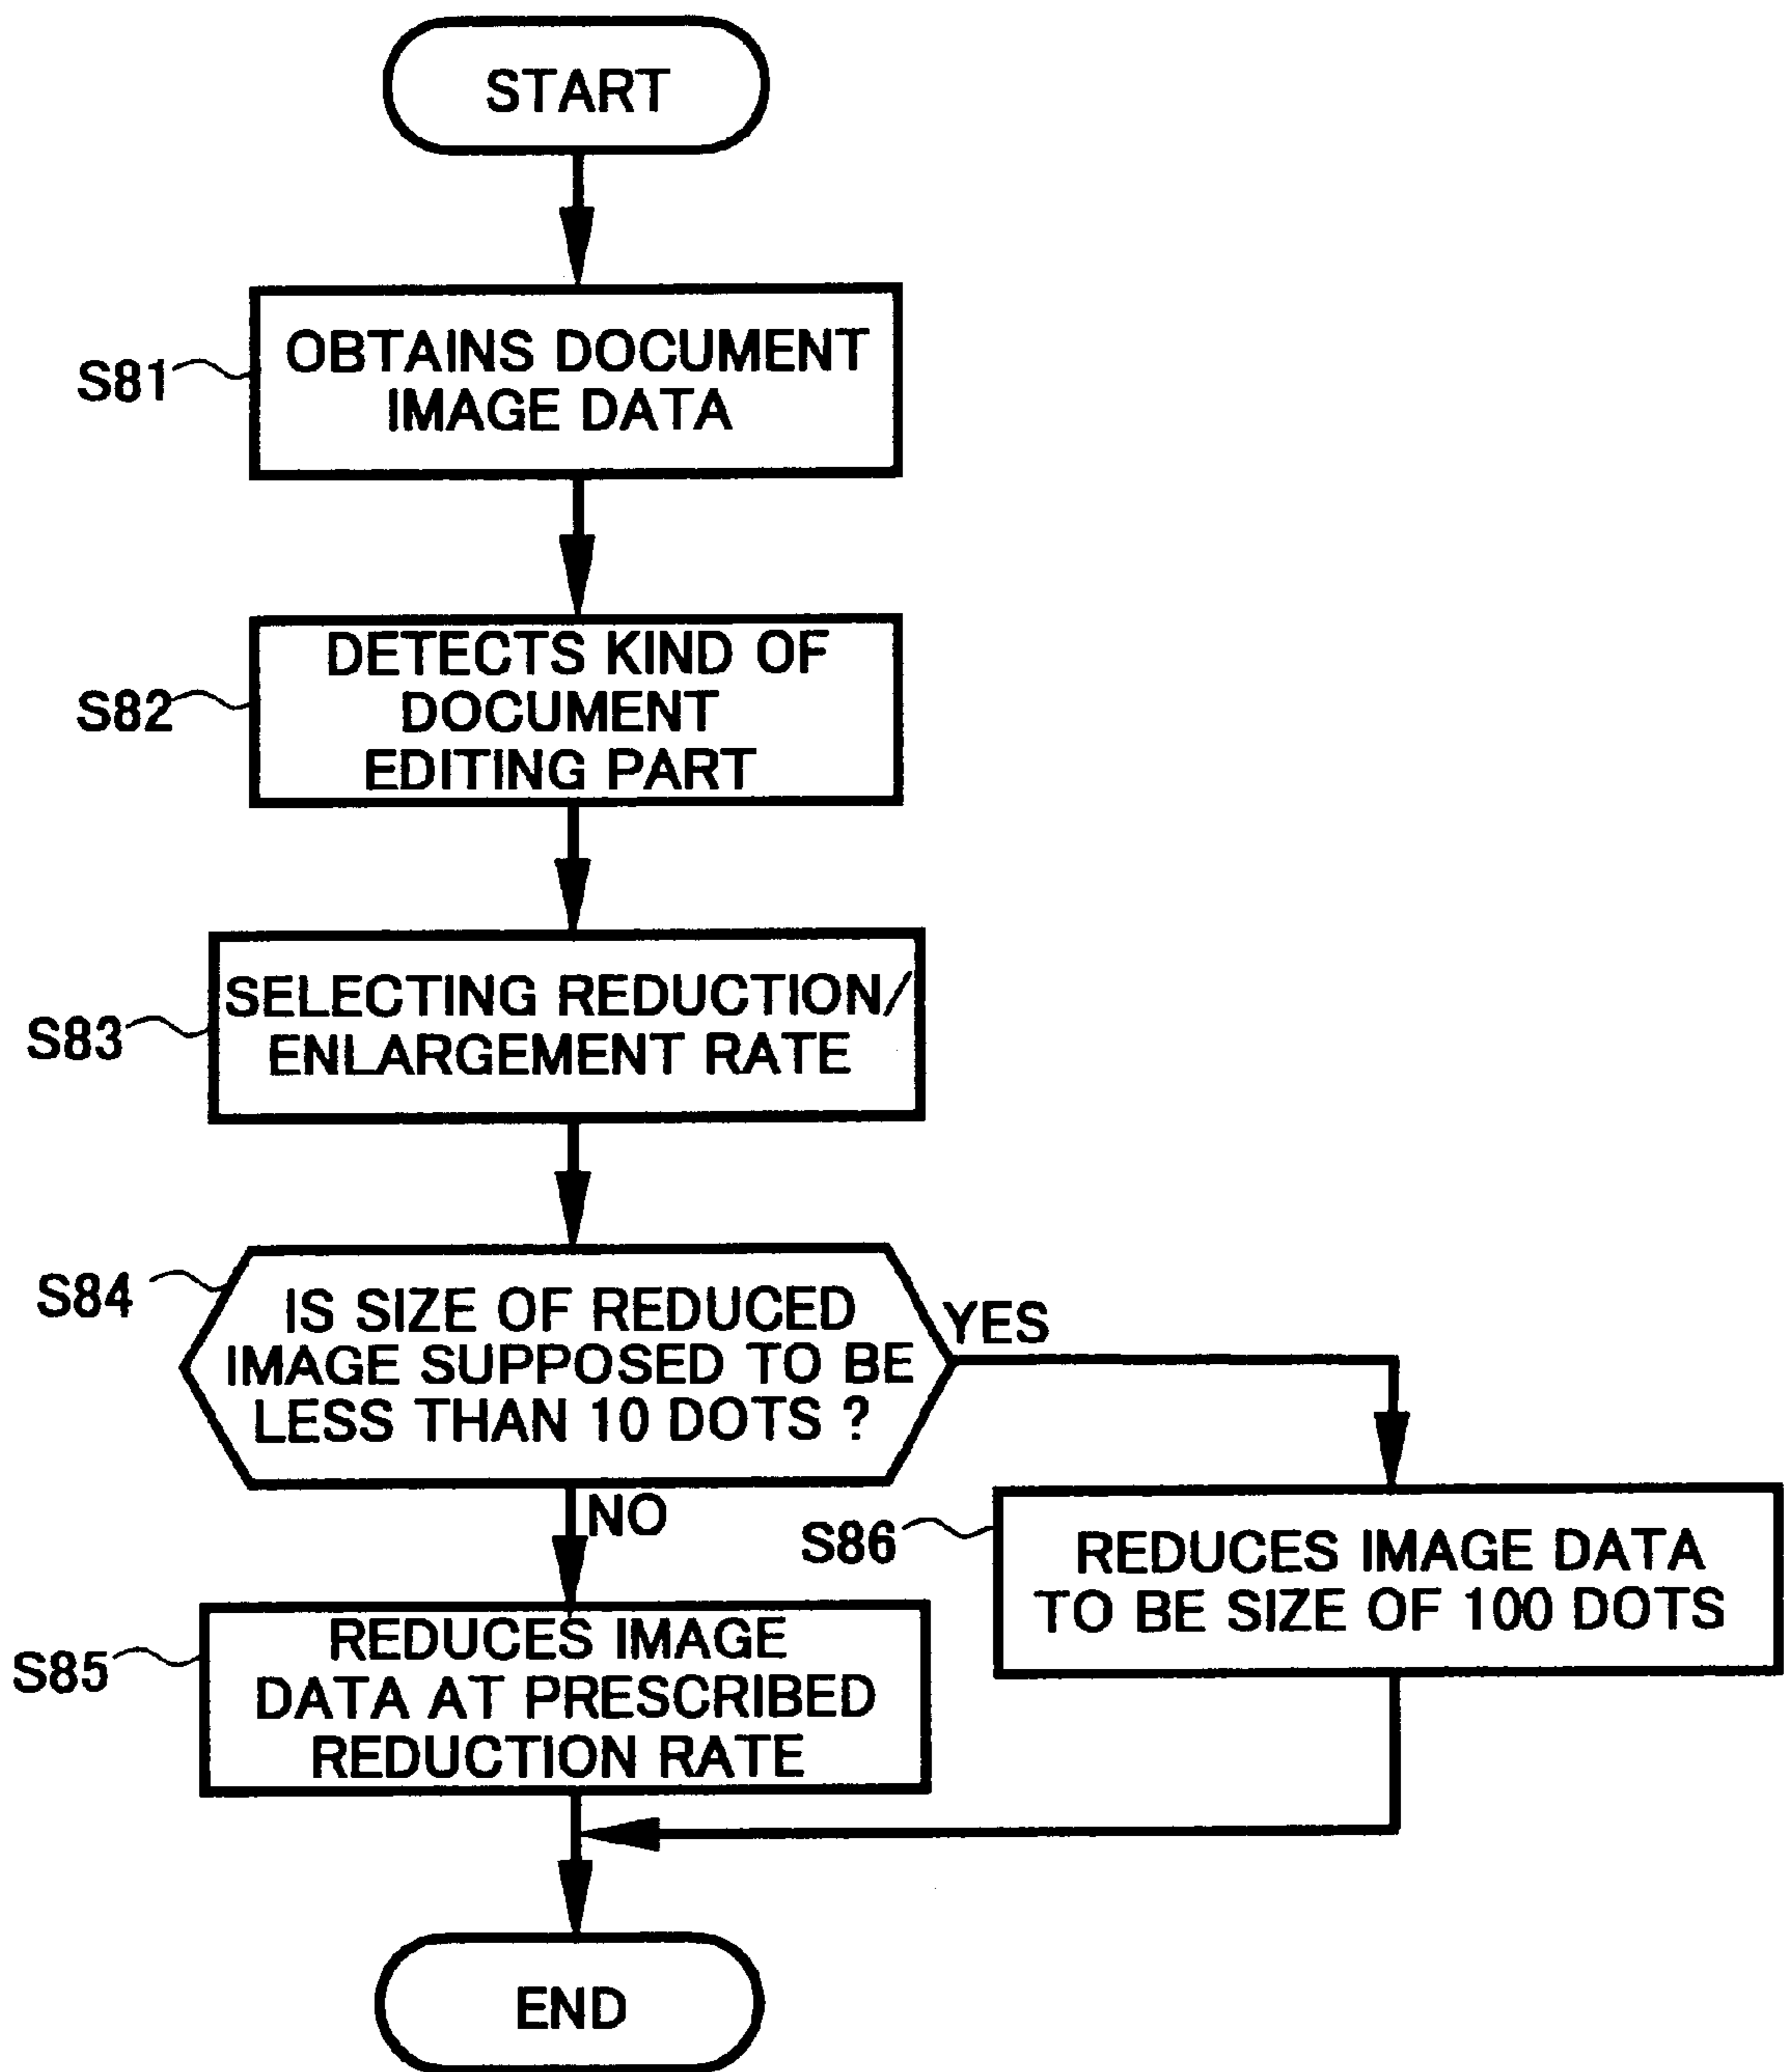 START
S81
OBTAINS DOCUMENT
IMAGE DATA
S82
DETECTS KIND OF
DOCUMENT
EDITING PART
S83
SELECTING REDUCTION/
ENLARGEMENT RATE
S84
IS SIZE OF REDUCED
IMAGE SUPPOSED TO BE
LESS THAN 10 DOTS ?
YES
NO
S86
REDUCES IMAGE DATA
TO BE SIZE OF 100 DOTS
S85
REDUCES IMAGE
DATA AT PRESCRIBED
REDUCTION RATE
END